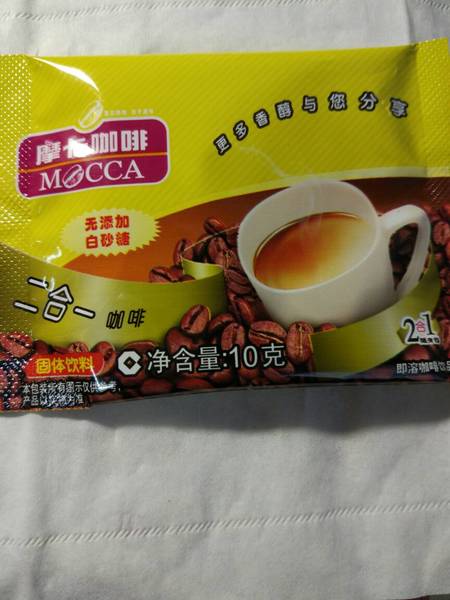 更多香醇与您分享
摩卡咖啡
MOCCA
无添加
白砂糖
二合一
咖啡
2合1
固体饮料
净含量:10克
即溶咖啡饮品
本包装所有图示仅供参考,
产品以实物为准